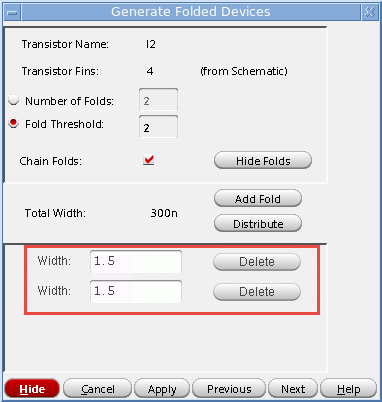 Generate Folded Devices
Transistor Name: I2
Transistor Fins: 4 (from Schematic)
Number of Folds: 2
Fold Threshold: 2
Chain Folds: Hide Folds
Add Fold
Total Width: 300n
Distribute
Width: 1.5 Delete
Width: 1.5 Delete
Hide Cancel Apply Previous Next Help